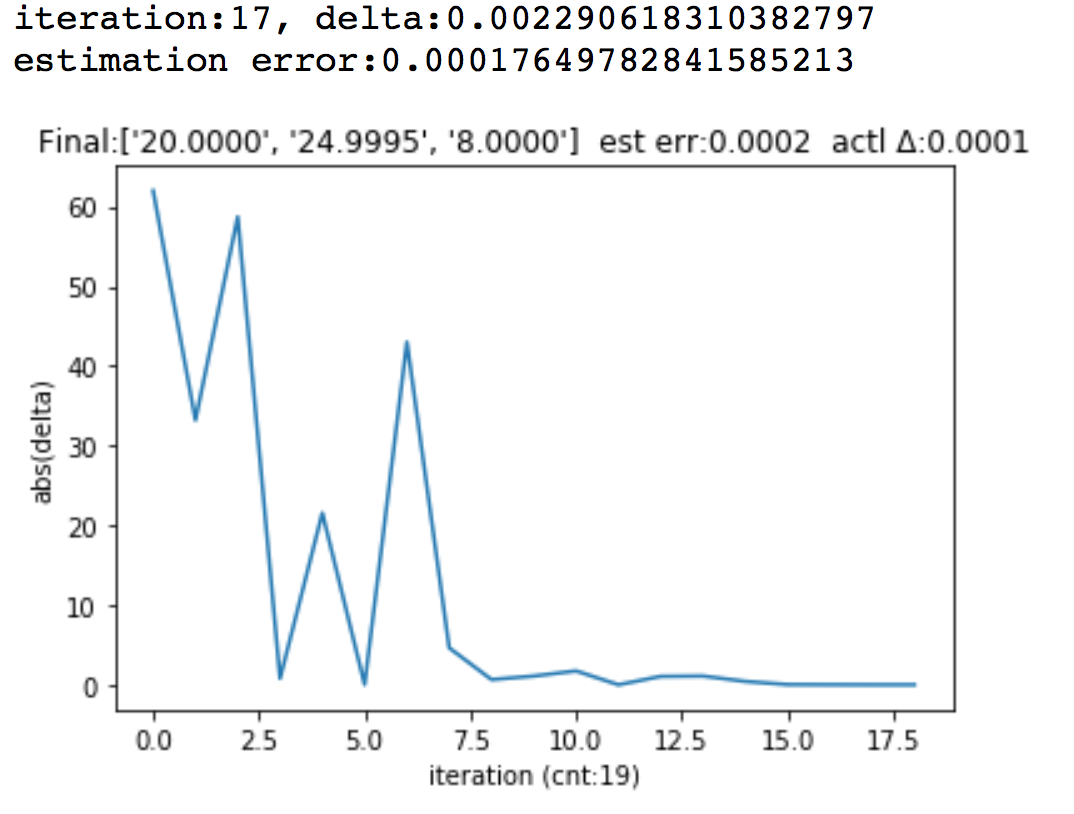 iteration:17, delta:0.002290618310382797
estimation error:0.00017649782841585213
Final:['20.0000', '24.9995', '8.0000']  est err:0.0002  actl Δ:0.0001
60
50
40
30
20
10
0
abs(delta)
0.0 2.5 5.0 7.5 10.0 12.5 15.0 17.5
iteration (cnt:19)